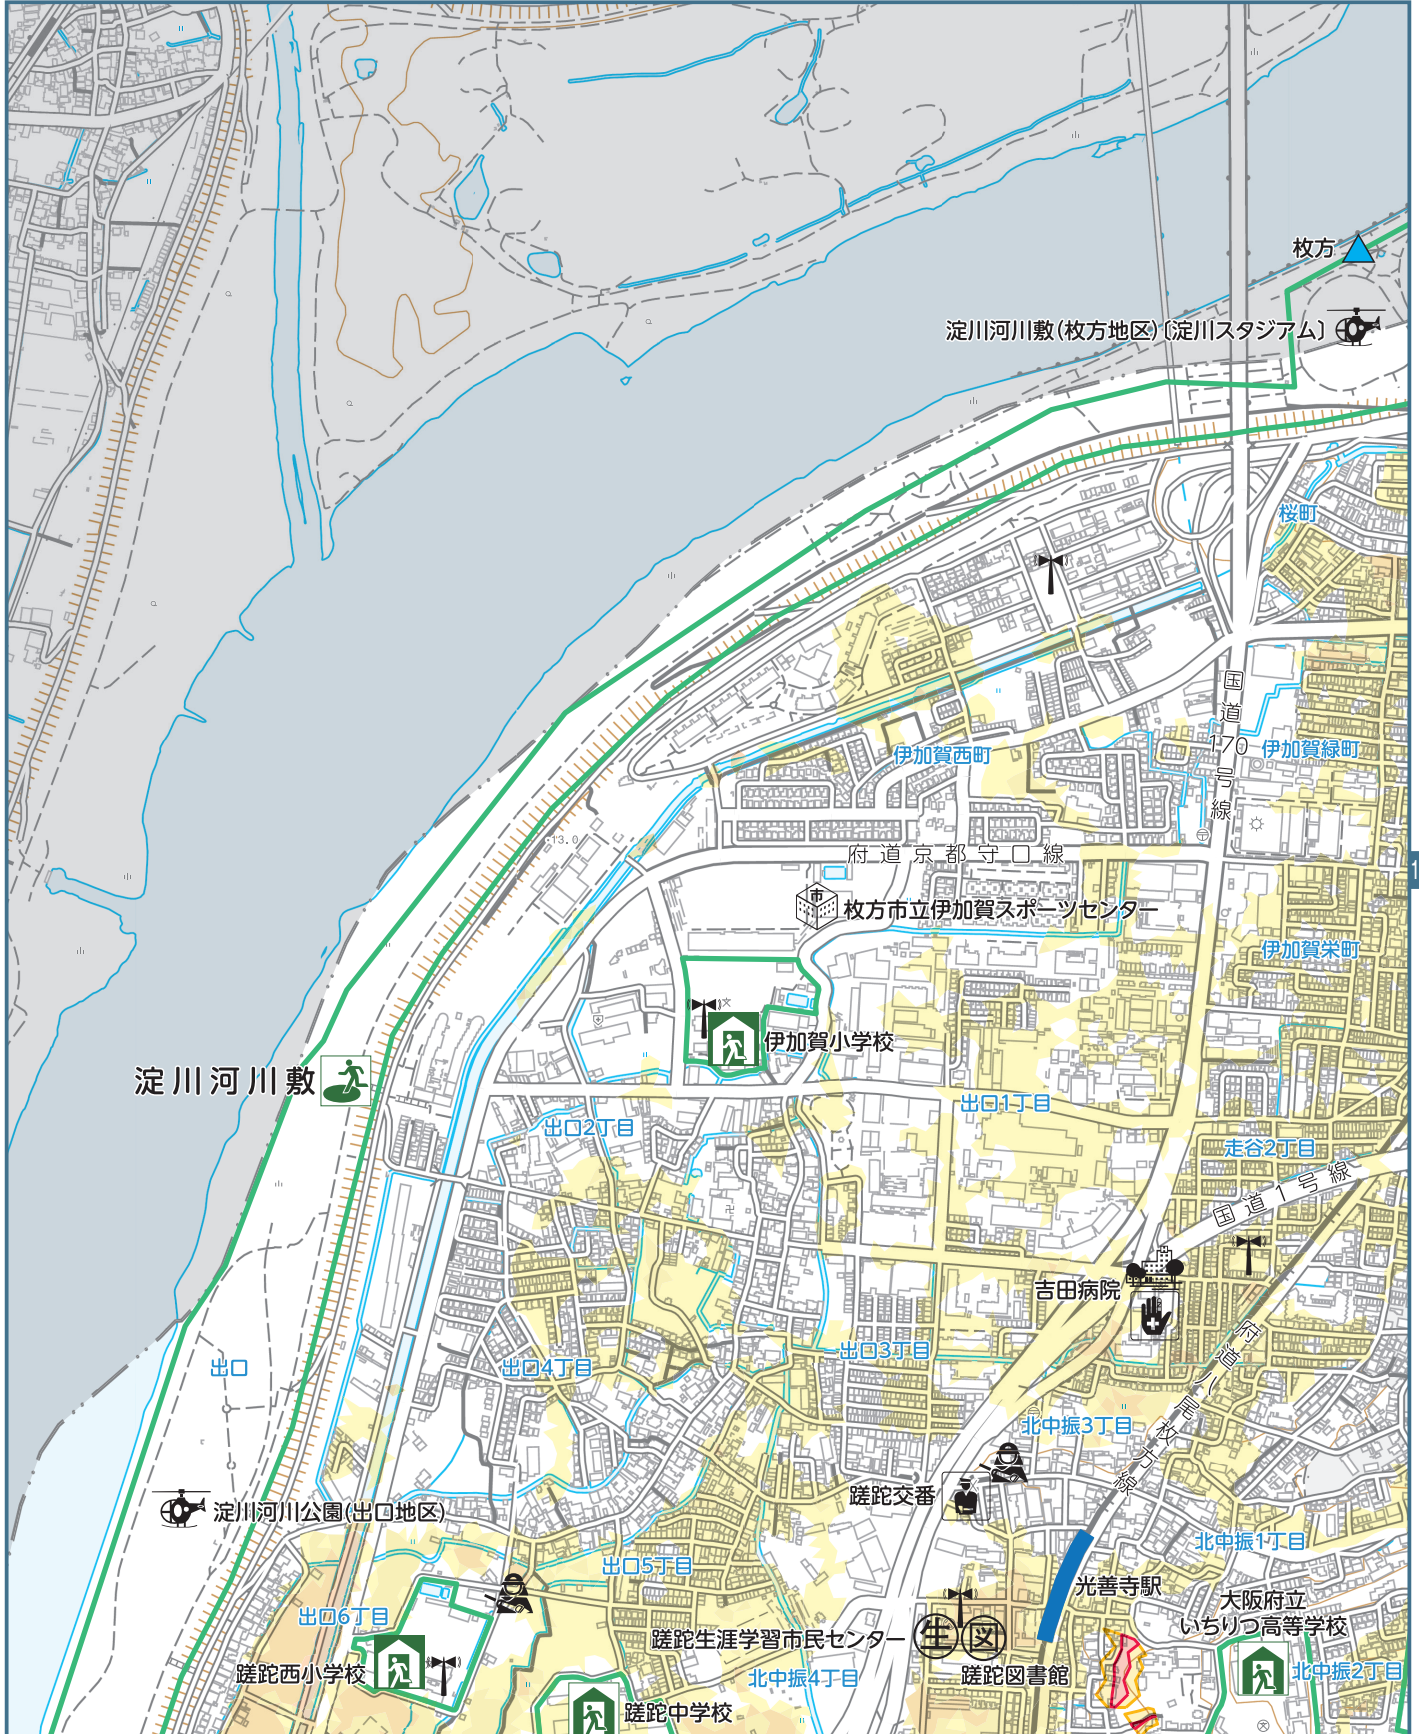 枚方
淀川河川敷(枚方地区)〔淀川スタジアム〕
桜町
国道170号線
伊加賀緑町
伊加賀西町
13.0
府道京都守口線
1
市
枚方市立伊加賀スポーツセンター
伊加賀栄町
伊加賀小学校
淀川河川敷
出口1丁目
出口2丁目
走谷2丁目
国道1号線
吉田病院
府道八尾枚方線
出口
出口3丁目
出口4丁目
北中振3丁目
蹉跎交番
淀川河川公園(出口地区)
北中振1丁目
出口5丁目
光善寺駅
大阪府立
いちりつ高等学校
出口6丁目
蹉跎生涯学習市民センター
生
図
蹉跎西小学校
蹉跎図書館
北中振4丁目
北中振2丁目
蹉跎中学校